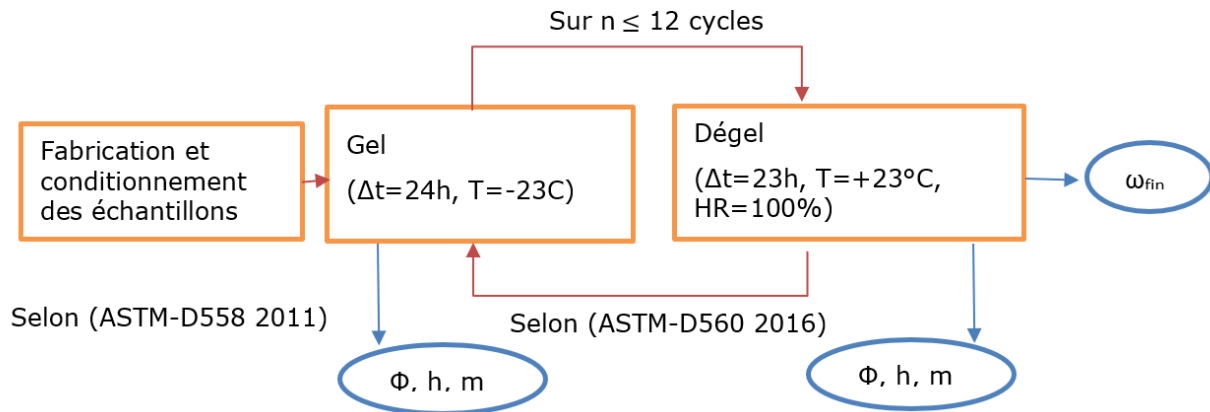 Sur n ≤ 12 cycles
Fabrication et
conditionnement
des échantillons
Gel
(Δt=24h, T=-23C)
Dégel
(Δt=23h, T=+23°C,
HR=100%)
ωfin
Selon (ASTM-D558 2011)
Selon (ASTM-D560 2016)
Φ, h, m
Φ, h, m